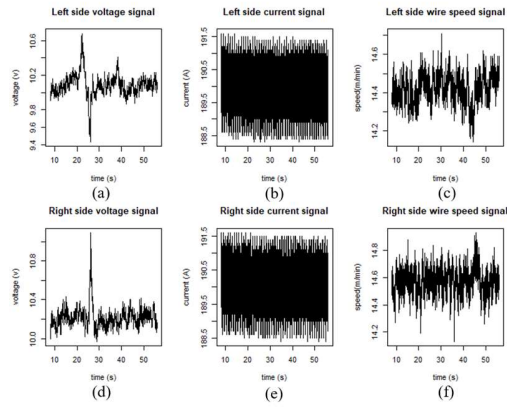 Left side voltage signal
Left side current signal
Left side wire speed signal
voltage (v)
9.4 9.8 10.2 10.6
10 20 30 40 50
time (s)
(a)
current (A)
188.5 189.5 190.5 191.5
10 20 30 40 50
time (s)
(b)
speed(m/min)
14.2 14.4 14.6
10 20 30 40 50
time (s)
(c)
Right side voltage signal
Right side current signal
Right side wire speed signal
voltage (v)
10.0 10.4 10.8
10 20 30 40 50
time (s)
(d)
current (A)
188.5 189.5 190.5 191.5
10 20 30 40 50
time (s)
(e)
speed(m/min)
14.2 14.4 14.6 14.8
10 20 30 40 50
time (s)
(f)